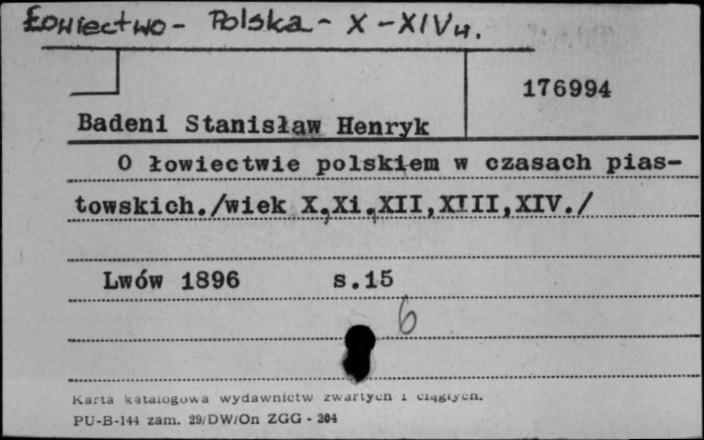 Łowiectwo - Polska - X - XIV w.
176994
Badeni Stanisław Henryk
O łowiectwie polskiem w czasach pias-
towskich./wiek X,Xi,XII,XIII,XIV./
Lwów 1896 s.15
6
Karta katalogowa wydawnictw zwartych i ciągłych.
PU-B-144 zam. 29/DW/On ZGG - 204